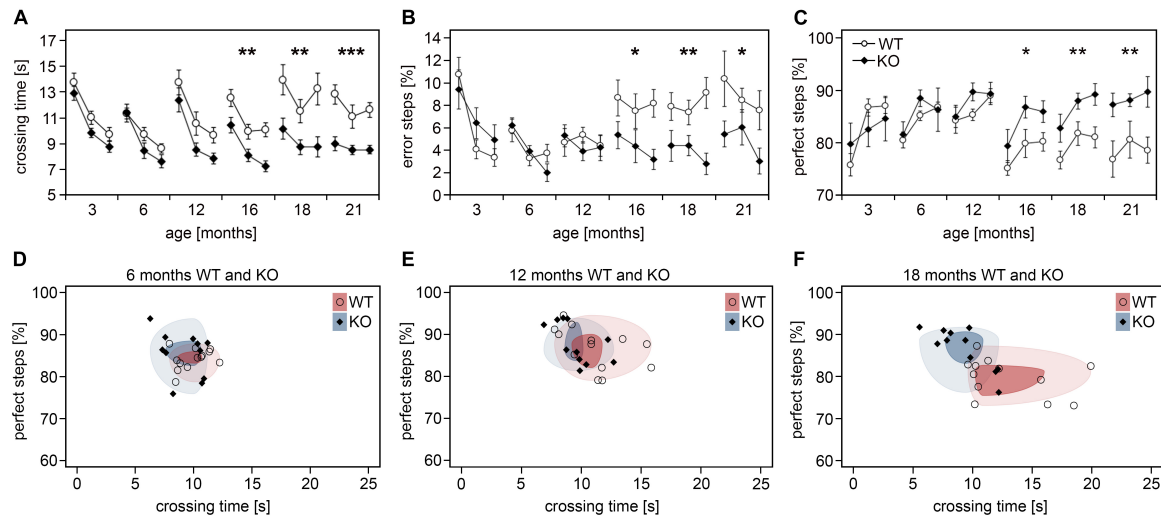 A
crossing time [s]
17
15
13
11
9
7
5
** ** ***
3 6 12 16 18 21
age [months]
B
error steps [%]
14
12
10
8
6
4
2
0
* ** *
3 6 12 16 18 21
age [months]
C
perfect steps [%]
100
90
80
70
WT
KO
* ** **
3 6 12 16 18 21
age [months]
D
6 months WT and KO
perfect steps [%]
100
90
80
70
60
WT
KO
0 5 10 15 20 25
crossing time [s]
E
12 months WT and KO
perfect steps [%]
100
90
80
70
60
WT
KO
0 5 10 15 20 25
crossing time [s]
F
18 months WT and KO
perfect steps [%]
100
90
80
70
60
WT
KO
0 5 10 15 20 25
crossing time [s]